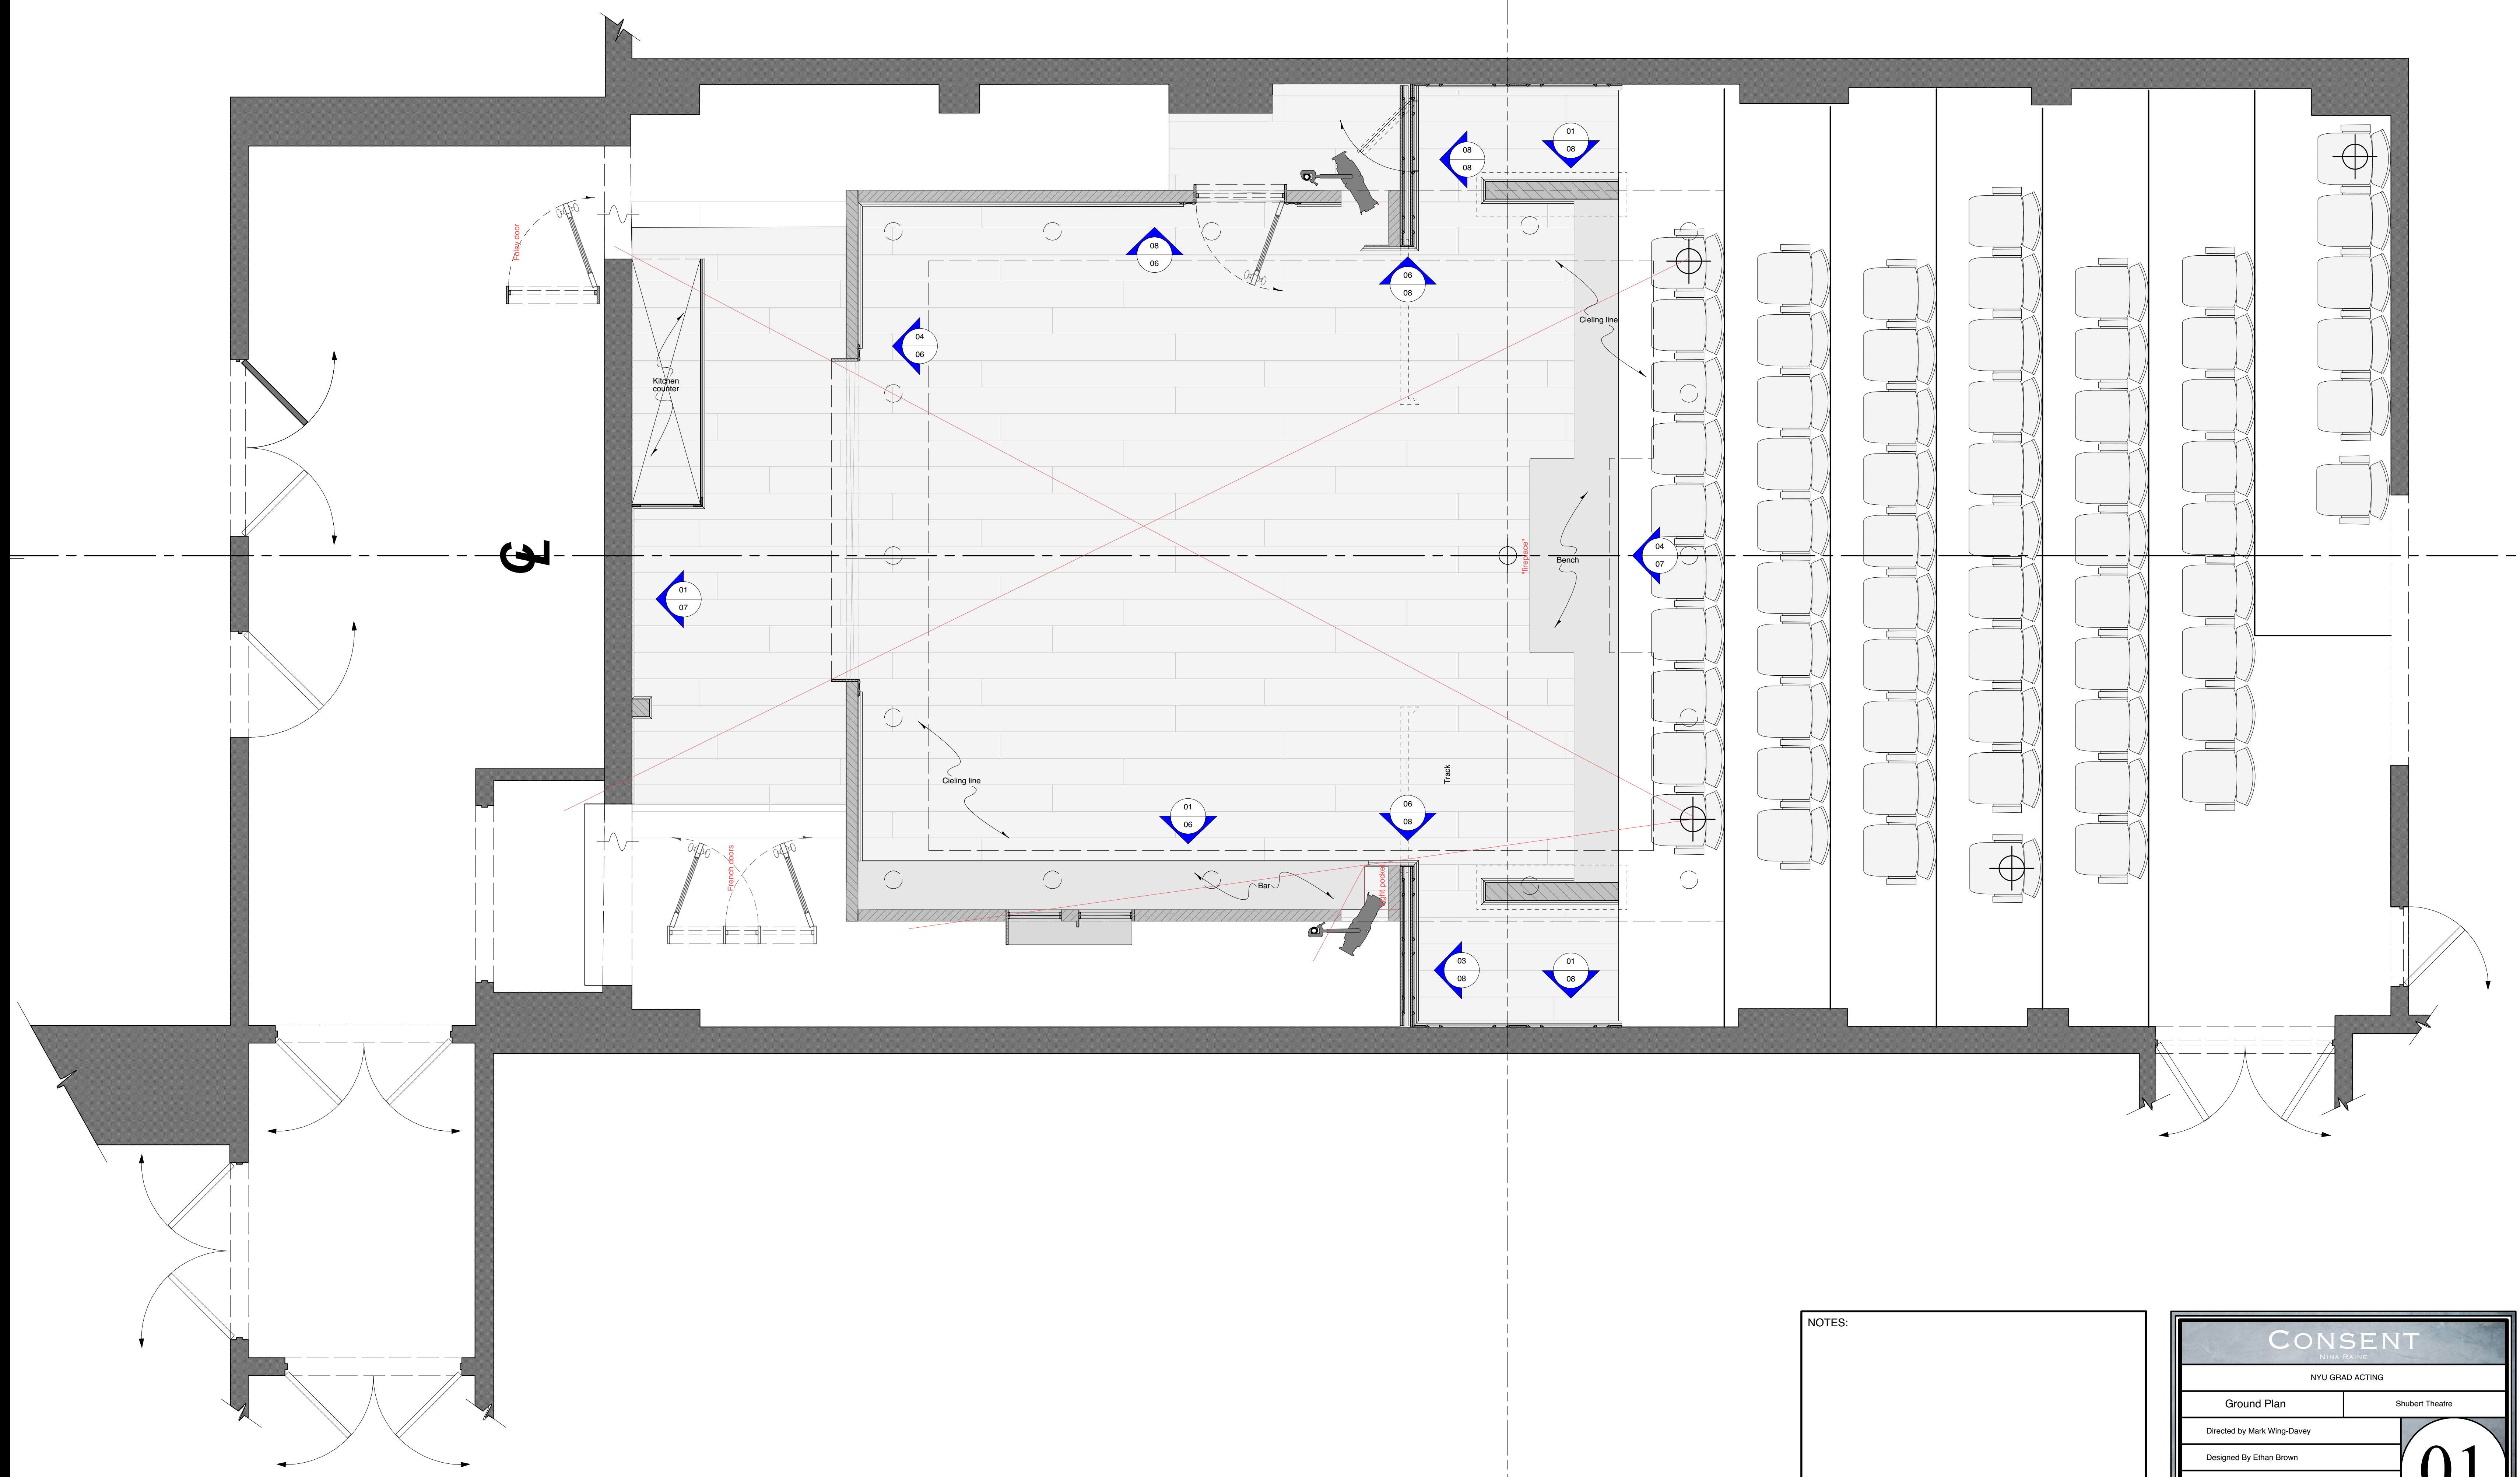 01
08
08
08
Foley door
08
06
06
08
Cieling line
04
06
Kitchen
counter
"fireplace"
Bench
04
07
01
07
Cieling line
Track
01
06
06
08
French doors
Bar
03
08
01
08
NOTES:
CONSENT
NINA RAINE
NYU GRAD ACTING
Ground Plan
Shubert Theatre
Directed by Mark Wing-Davey
Designed By Ethan Brown
01